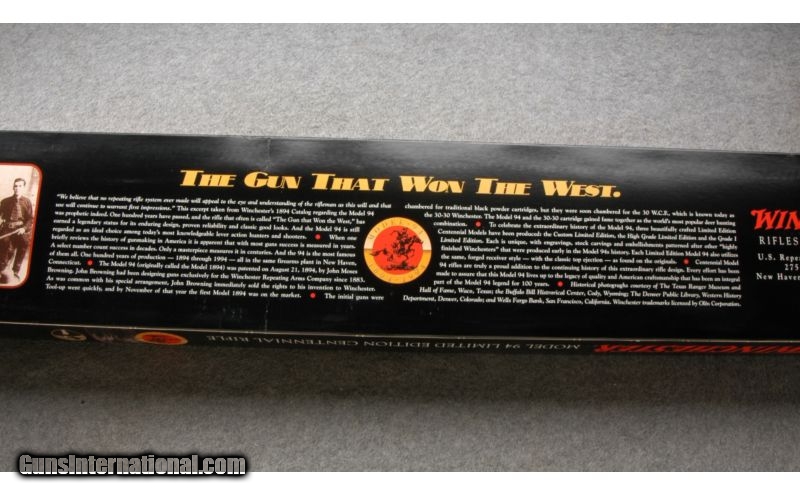 THE GUN THAT WON THE WEST.
"We believe that no repeating rifle system ever made will appeal to the eye and understanding of the rifleman as this will and that
use will continue to warrant first impressions." This excerpt taken from Winchester's 1894 Catalog regarding the Model 94
was prophetic indeed. One hundred years have passed, and the rifle that often is called "The Gun that Won the West," has
earned a legendary status for its enduring design, proven reliability and classic good looks. And the Model 94 is still
regarded as an ideal choice among today's most knowledgeable lever action hunters and shooters. • When one
briefly reviews the history of gunmaking in America it is apparent that with most guns success is measured in years
A select number count success in decades. Only a masterpiece measures it in centuries. And the 94 is the most famous
of them all. One hundred years of production — 1894 through 1994 — all in the same firearms plant in New Haven,
Connecticut. • The Model 94 (originally called the Model 1894) was patented on August 21, 1894, by John Moses
Browning. John Browning had been designing guns exclusively for the Winchester Repeating Arms Company since 1883.
As was common with his special arrangement, John Browning immediately sold the rights to his invention to Winchester.
Tool-up went quickly, and by November of that year the first Model 1894 was on the market. • The initial guns were
chambered for traditional black powder cartridges, but they were soon chambered for the 30 W.C.F., which is known today as
the 30-30 Winchester. The Model 94 and the 30-30 cartridge gained fame together as the world's most popular deer hunting
combination. • To celebrate the extraordinary history of the Model 94, three beautifully crafted Limited Edition
Centennial Models have been produced: the Custom Limited Edition, the High Grade Limited Edition and the Grade I
Limited Edition. Each is unique, with engravings, stock carvings and embellishments patterned after other "highly
finished Winchesters" that were produced early in the Model 94s history. Each Limited Edition Model 94 also utilizes
the same, forged receiver style — with the classic top ejection — as found on the originals. • Centennial Model
94 rifles are truly a proud addition to the continuing history of this extraordinary rifle design. Every effort has been
made to assure that this Model 94 lives up to the legacy of quality and American craftsmanship that has been an integral
part of the Model 94 legend for 100 years. • Historical photographs courtesy of The Texas Ranger Museum and
Hall of Fame, Waco, Texas; the Buffalo Bill Historical Center, Cody, Wyoming; The Denver Public Library, Western History
Department, Denver, Colorado; and Wells Fargo Bank, San Francisco, California. Winchester trademarks licensed by Olin Corporation.
WIN
RIFLES
U.S. Repea
275
New Haven
MODEL 94 LIMITED EDITION CENTENNIAL RIFLE
WINCHESTER
GunsInternational.com